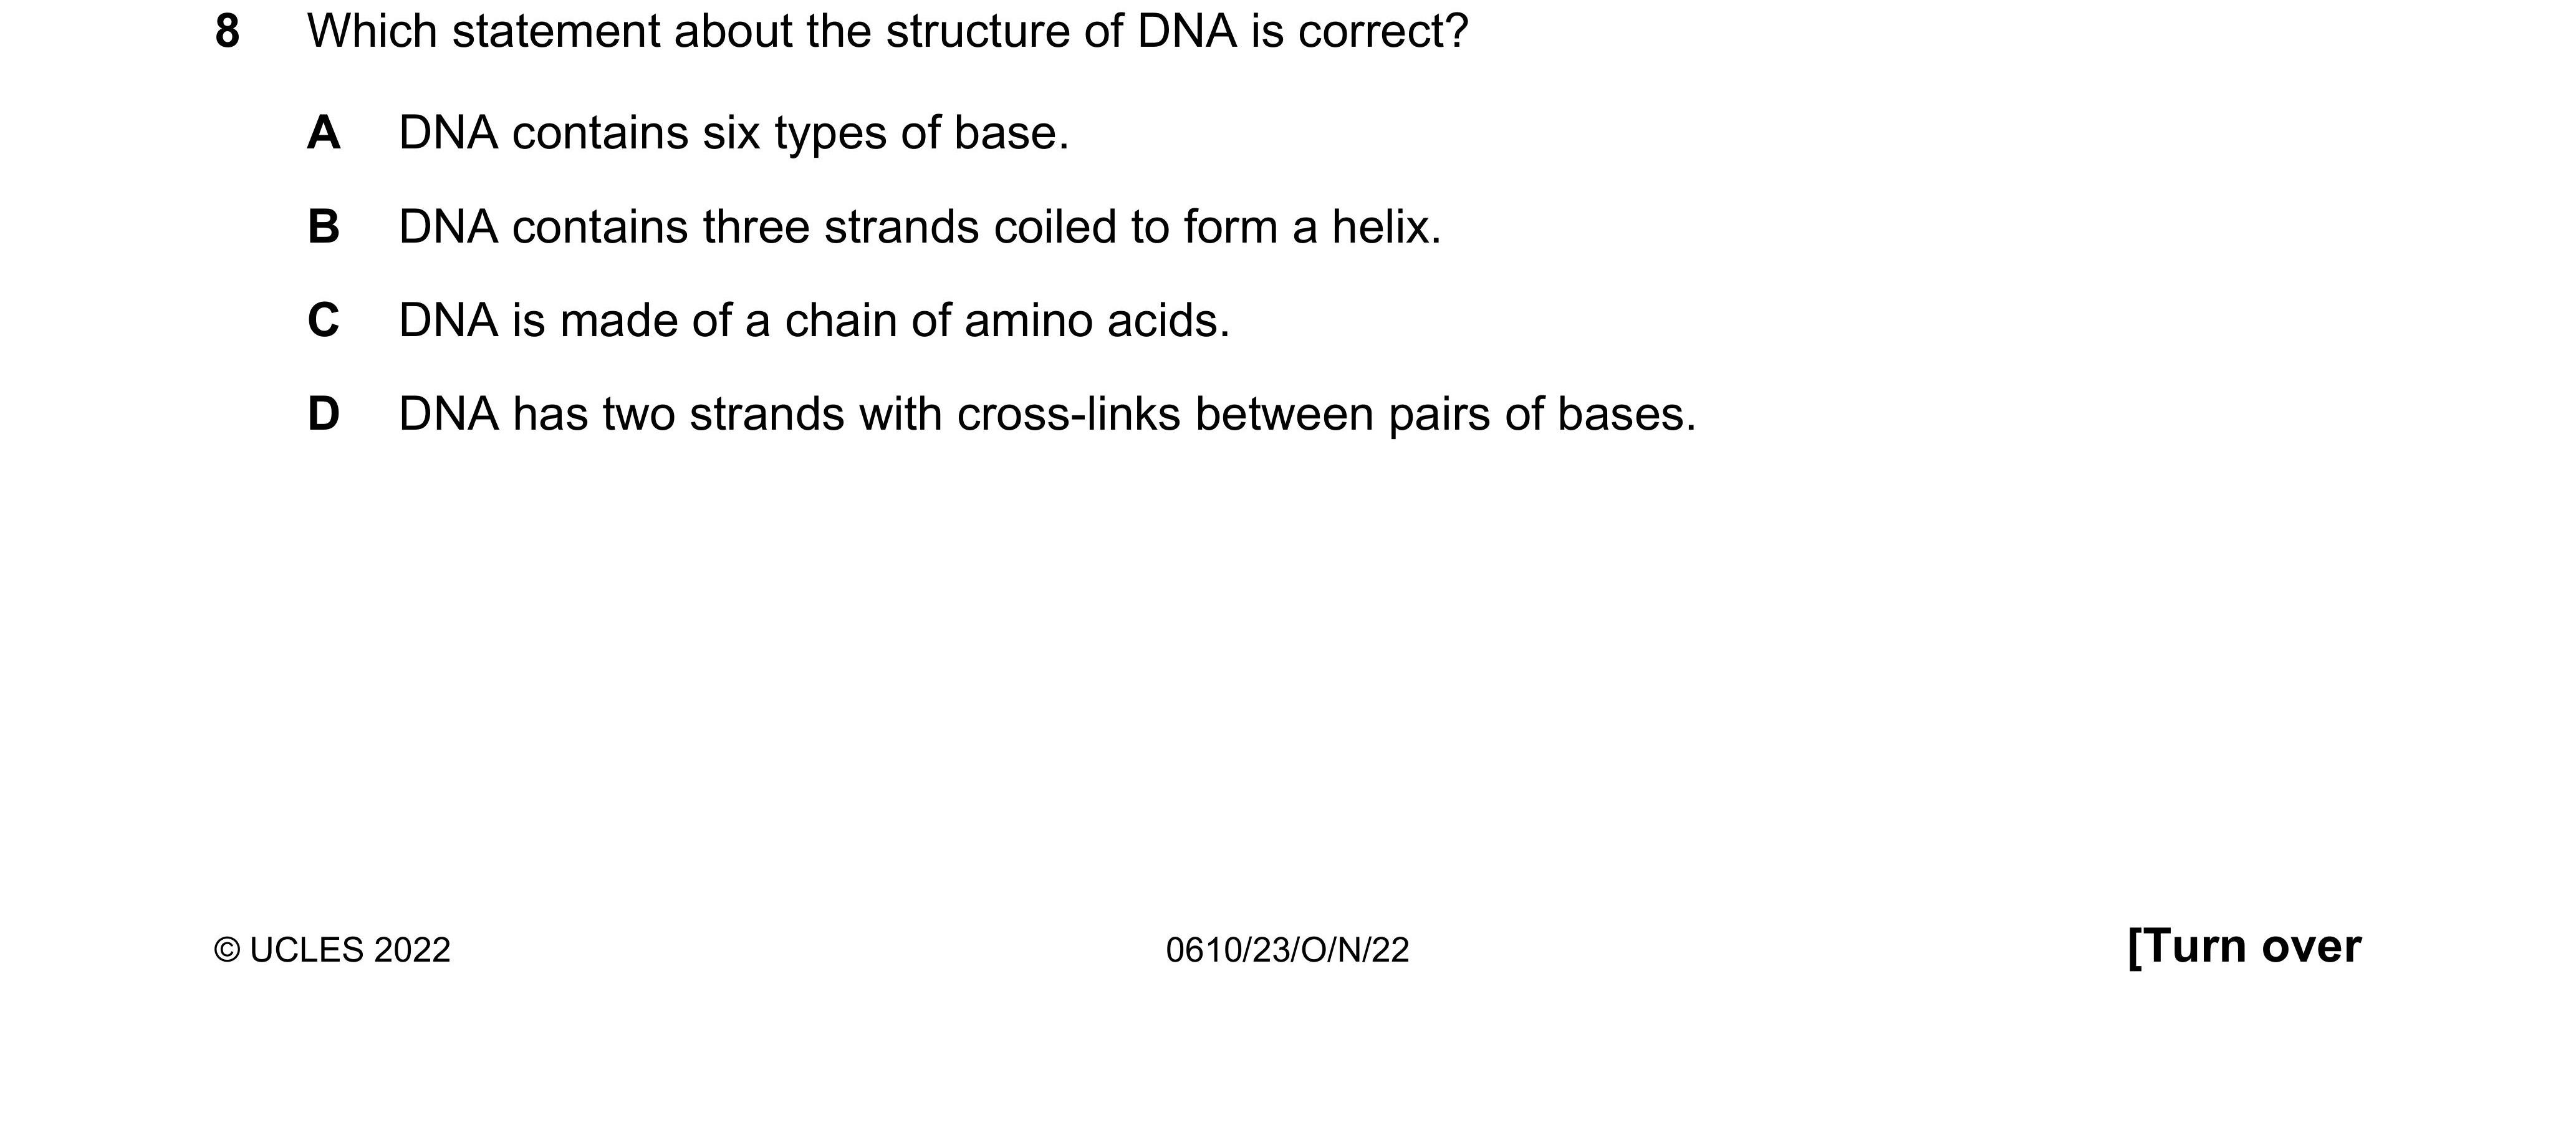 8 Which statement about the structure of DNA is correct?
A DNA contains six types of base.
B DNA contains three strands coiled to form a helix.
C DNA is made of a chain of amino acids.
D DNA has two strands with cross-links between pairs of bases.
© UCLES 2022 0610/23/O/N/22 [Turn over